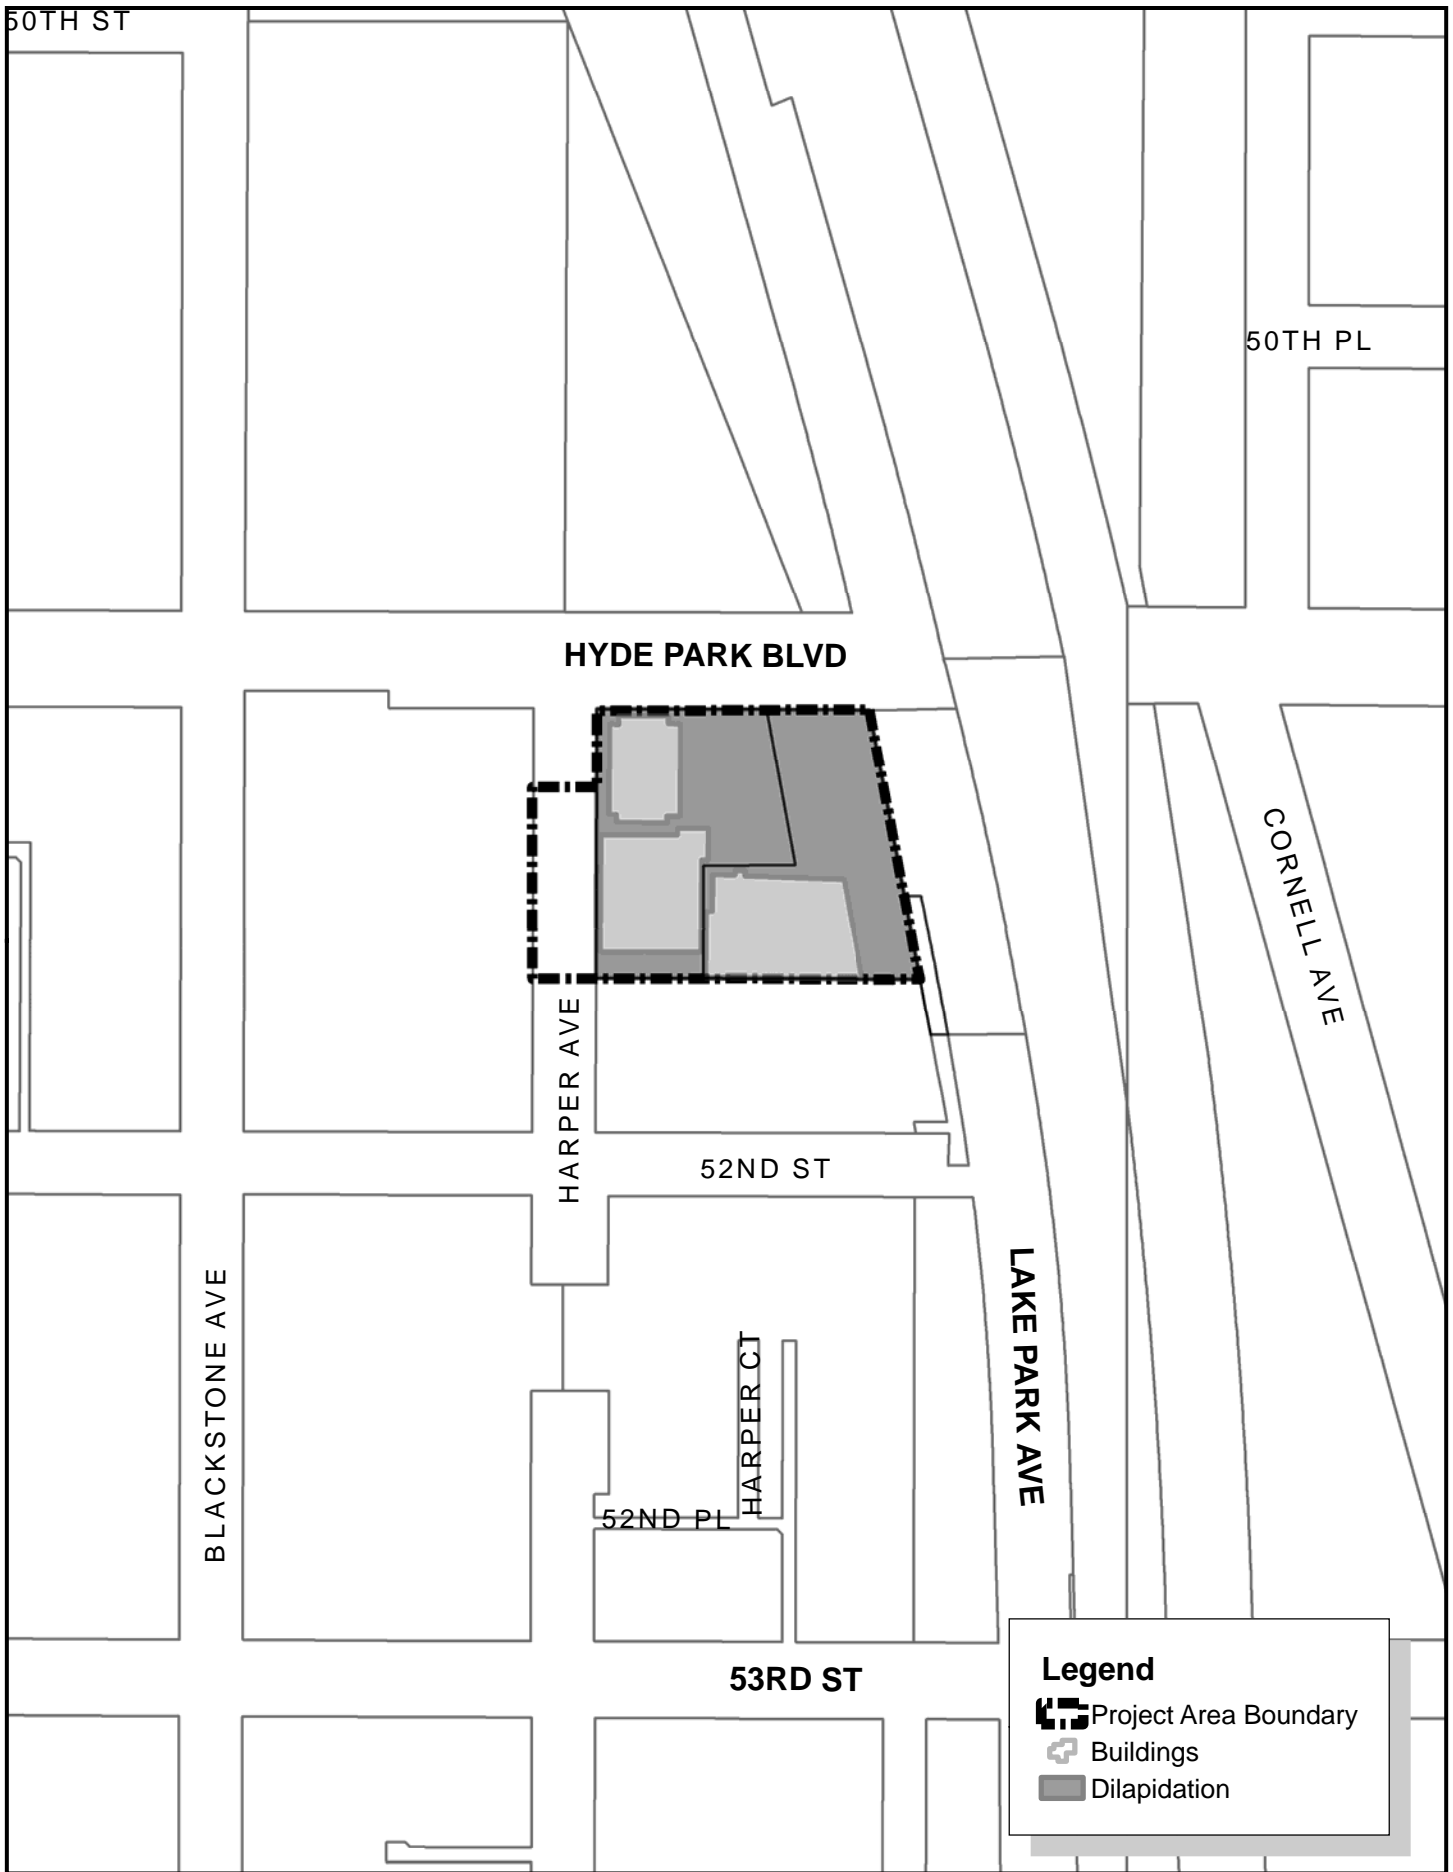 50TH ST
50TH PL
HYDE PARK BLVD
CORNELL AVE
HARPER AVE
52ND ST
LAKE PARK AVE
BLACKSTONE AVE
HARPER CT
52ND PL
53RD ST
Legend
Project Area Boundary
Buildings
Dilapidation